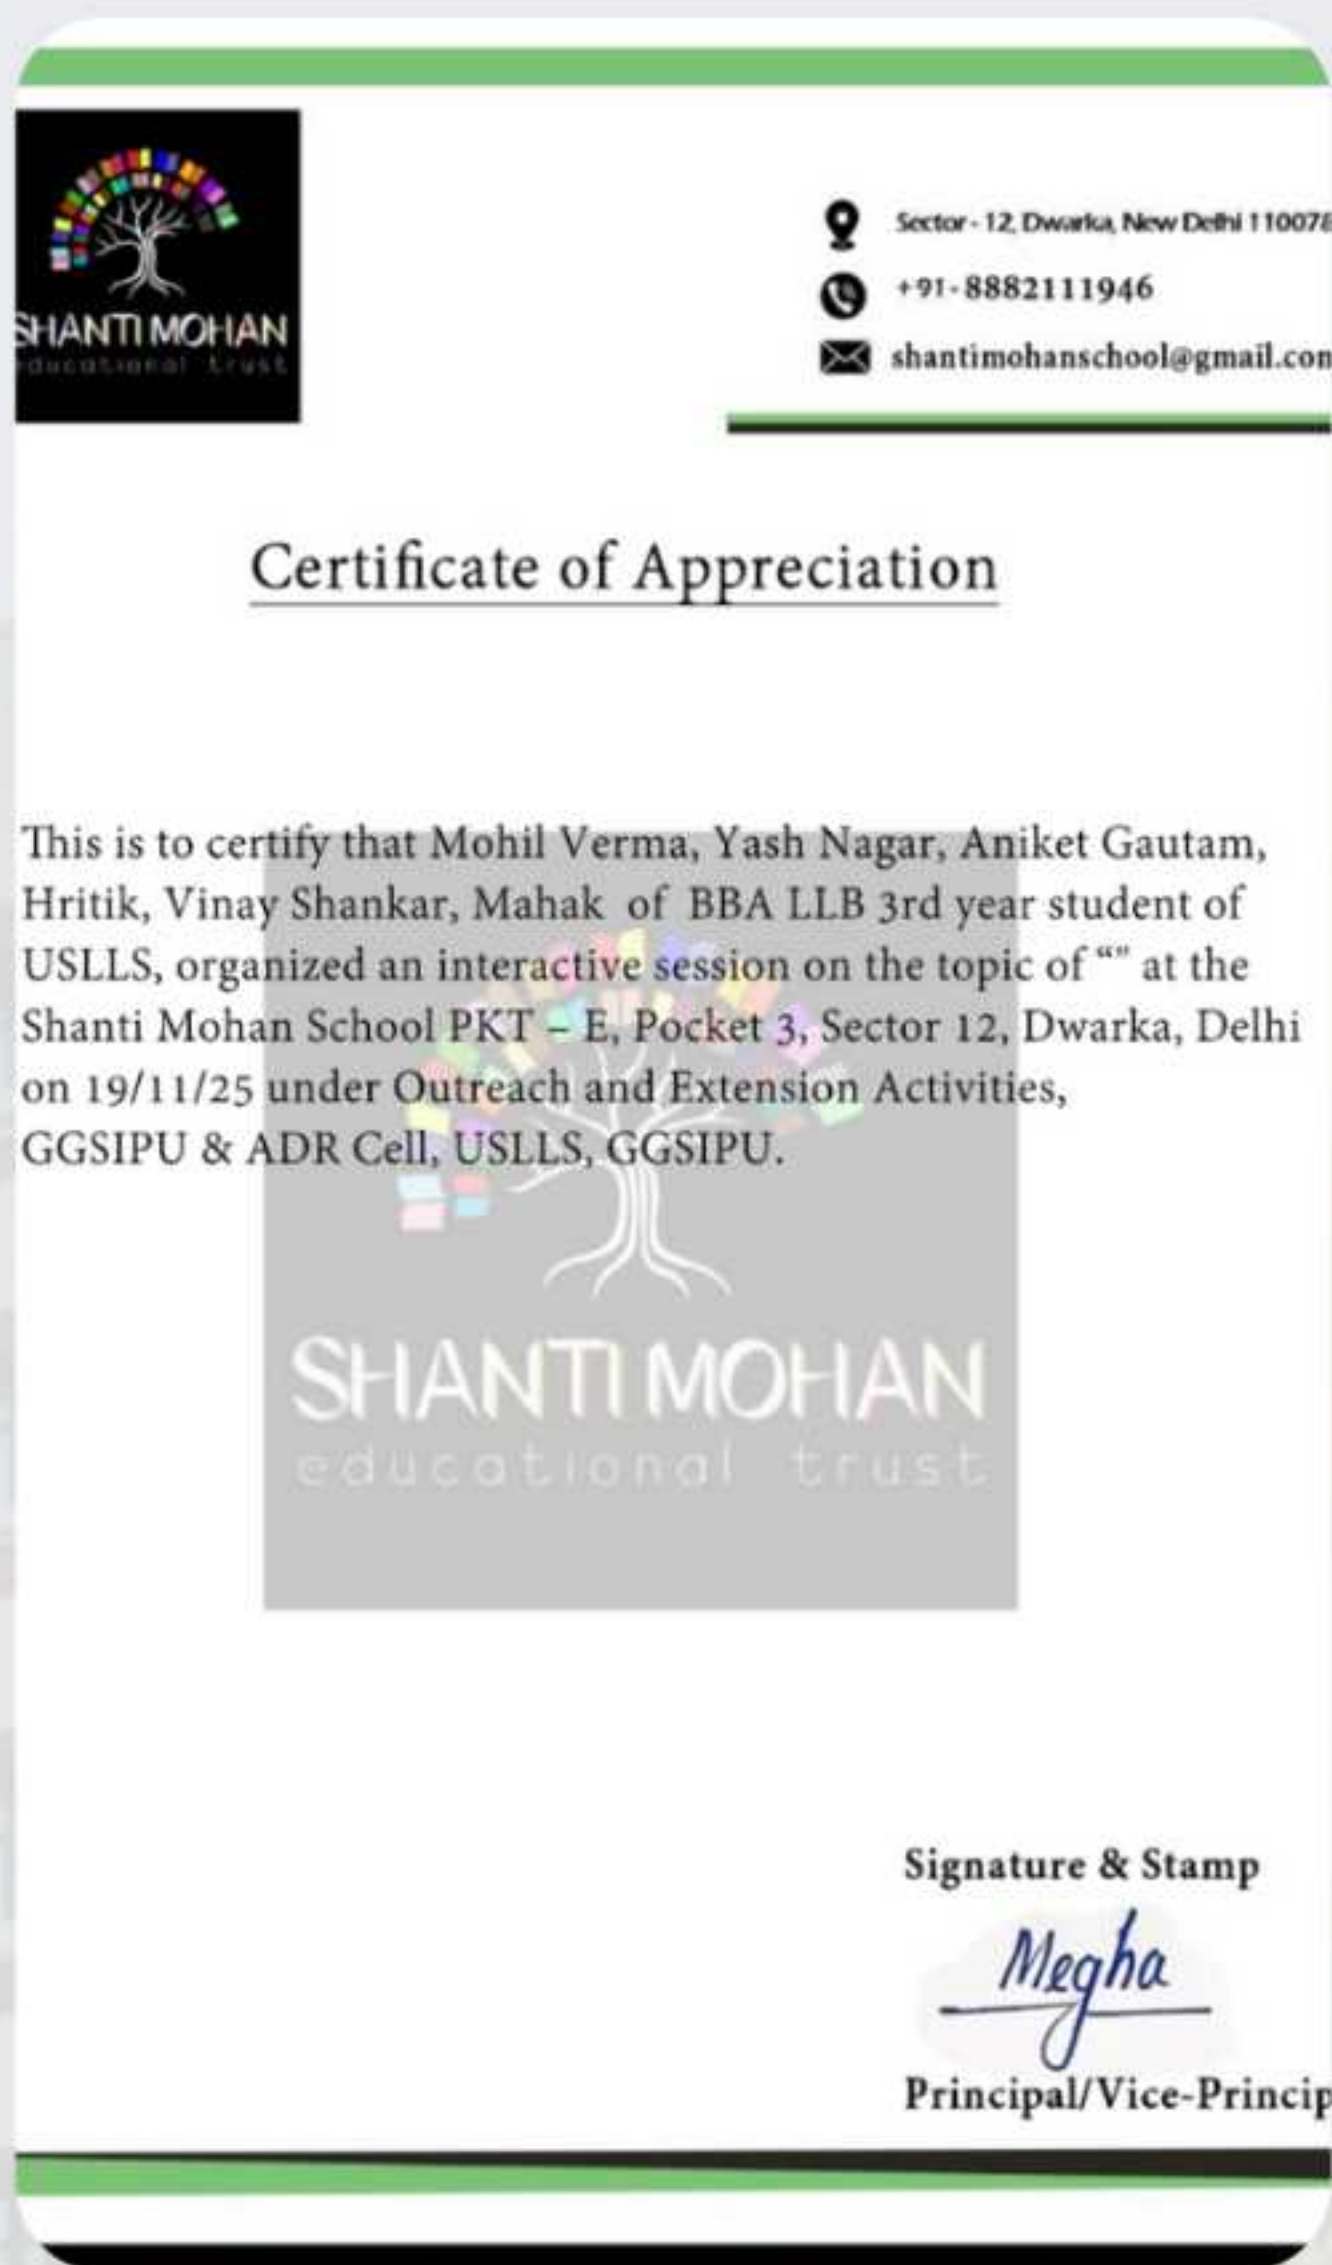 SHANTI MOHAN
educational trust
Sector - 12, Dwarka, New Delhi 110078
+91-8882111946
shantimohanschool@gmail.com
Certificate of Appreciation
This is to certify that Mohil Verma, Yash Nagar, Aniket Gautam,
Hritik, Vinay Shankar, Mahak of BBA LLB 3rd year student of
USLLS, organized an interactive session on the topic of “” at the
Shanti Mohan School PKT – E, Pocket 3, Sector 12, Dwarka, Delhi
on 19/11/25 under Outreach and Extension Activities,
GGSIPU & ADR Cell, USLLS, GGSIPU.
SHANTI MOHAN
educational trust
Signature & Stamp
Megha
Principal/Vice-Princip